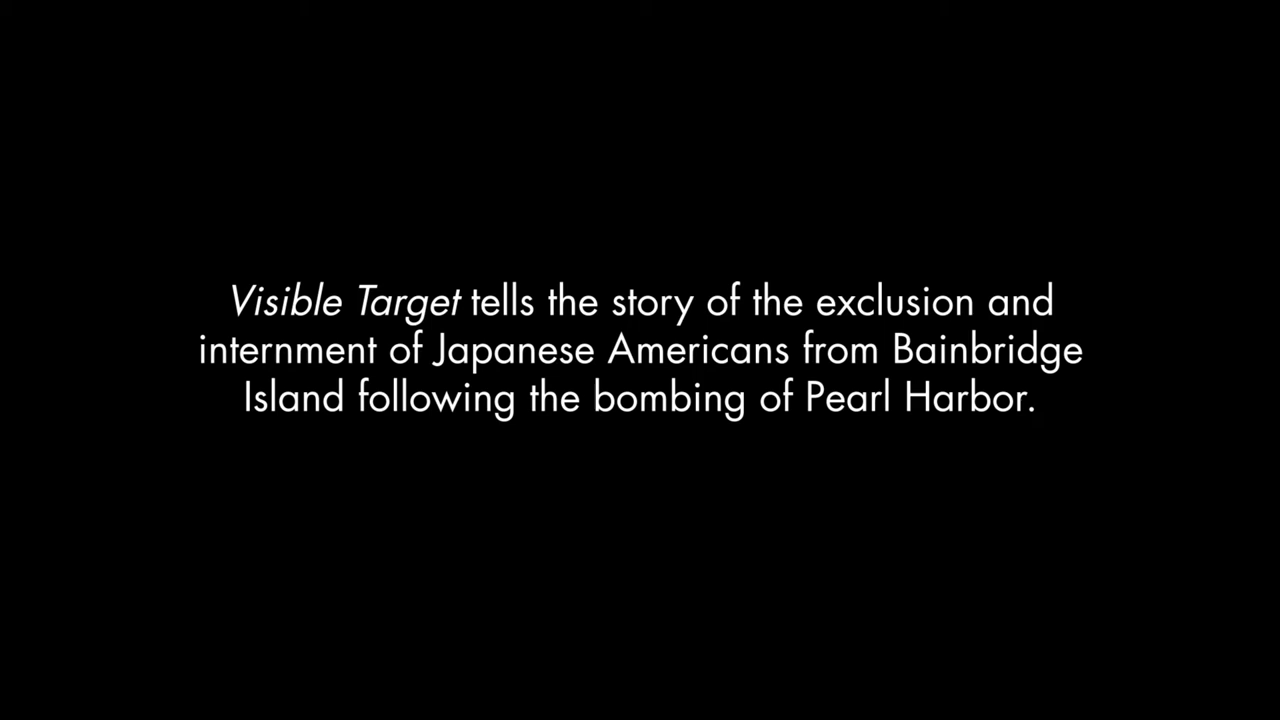 Visible Target tells the story of the exclusion and
internment of Japanese Americans from Bainbridge
Island following the bombing of Pearl Harbor.